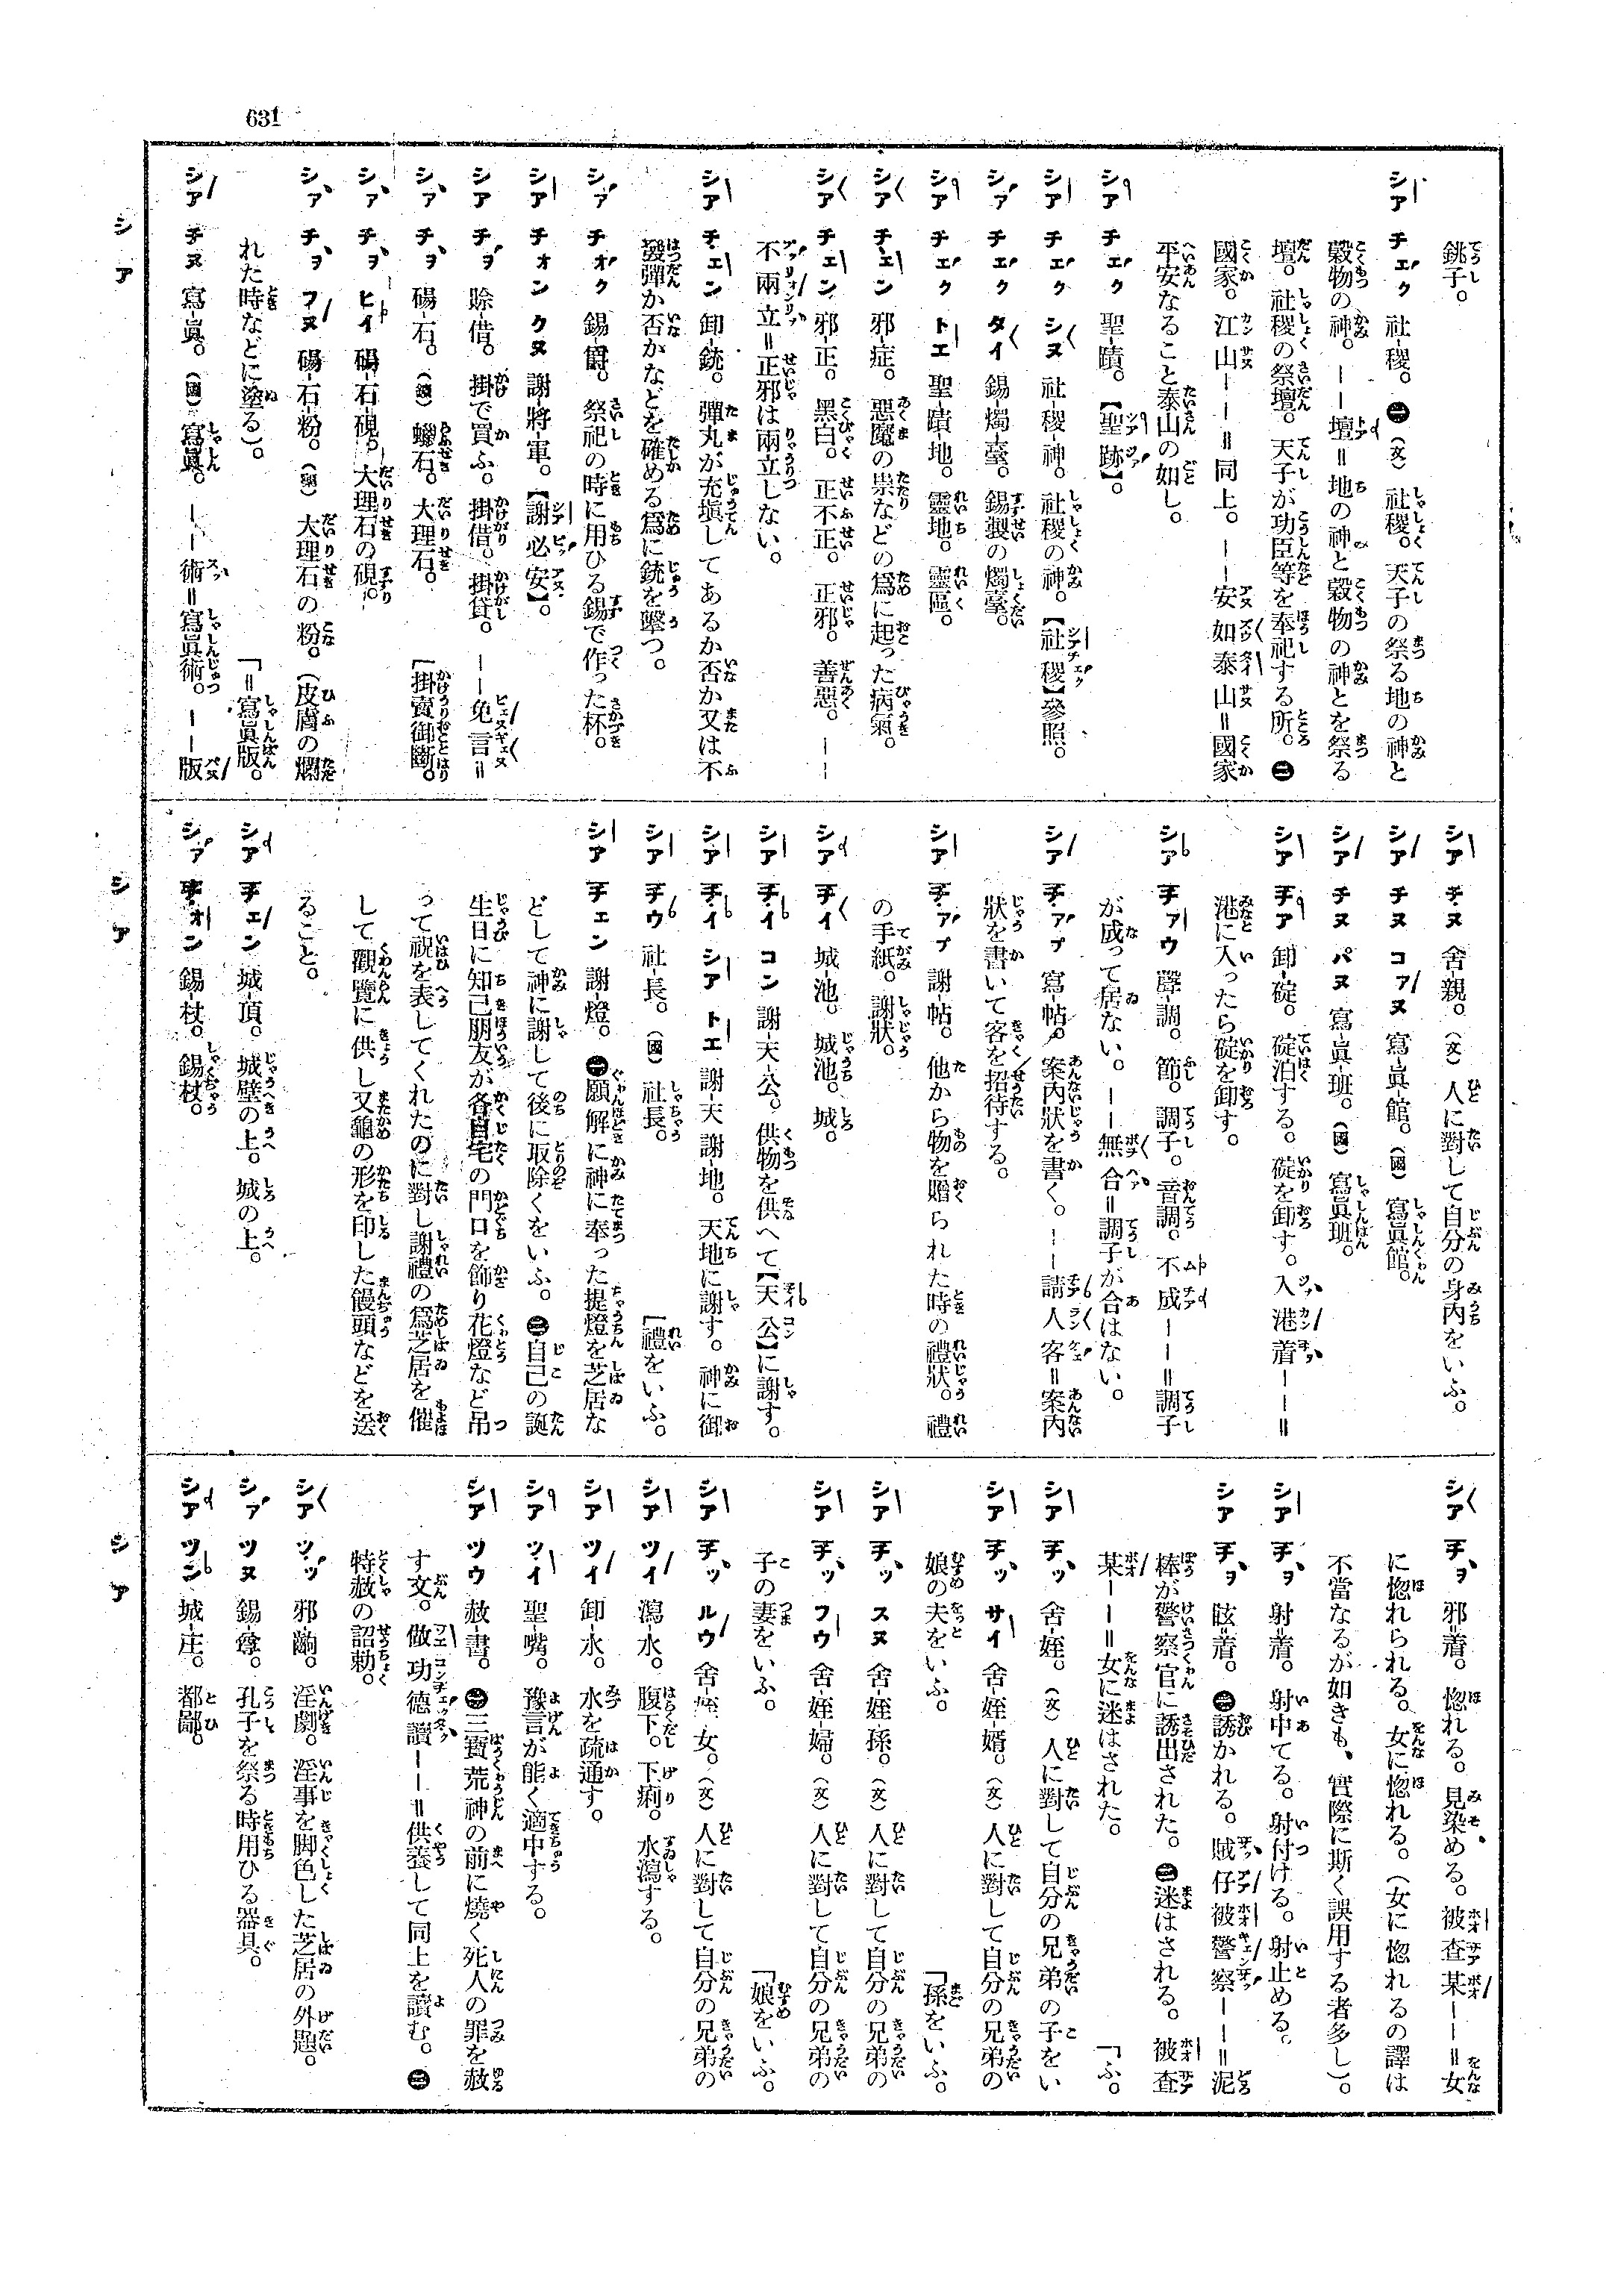 631
銚子。
シア チェク 社-稷。㊀(文)社稷。天子の祭る地の神と
穀物の神。――壇=地の神と穀物の神とを祭る
壇。社稷の祭壇。天子が功臣等を奉祀する所。㊁
國家。江山――=同上。――安如泰山=國家
平安なること泰山の如し。
シア チェク 聖-蹟。【聖跡】。
シア チェク シヌ 社-稷-神。社稷の神。【社稷】參照。
シァ チェク タイ 錫-燭-臺。錫製の燭臺。
シア チェク トエ 聖-蹟-地。靈地。靈區。
シア チェン 邪-症。惡魔の祟などの爲に起った病氣。
シア チェン 邪-正。黑白。正不正。正邪。善惡。――
不兩立=正邪は兩立しない。
シア チェン 卸-銃。彈丸が充塡してあるか否か又は不
發彈か否かなどを確める爲に銃を擊つ。
シァ チオク 錫-爵。祭祀の時に用ひる錫で作った杯。
シア チオン クヌ 謝-將-軍。【謝必安】。
シア チヲ 賖-借。掛で買ふ。掛借。掛貸。――免言=
[掛賣御斷。
シァ チヲ 碭-石。(鑛)蠟石。大理石。
シァ チヲ ヒイ 碭-石-硯。大理石の硯。
シァ チヲ フヌ 碭-石-粉。(藥)大理石の粉。(皮膚の爛
れた時などに塗る)。
シア チヌ 寫-眞。(國)寫眞。――術=寫眞術。――版
「=寫眞版。
シア チヌ 舍-親。(文)人に對して自分の身內をいふ。
シア チヌ コァヌ 寫-眞-館。(國)寫眞館。
シア チヌ パヌ 寫-眞-班。(國)寫眞班。
シア チア 卸-碇。碇泊する。碇を卸す。入港着――=
港に入ったら碇を卸す。
シア チァウ 聲-調。節。調子。音調。不成――=調子
が成って居ない。――無合=調子が合はない。
シア チァプ 寫-帖。案內狀を書く。――請人客=案內
狀を書いて客を招待する。
シア チァプ 謝-帖。他から物を贈られた時の禮狀。禮
の手紙。謝狀。
シア チイ 城-池。城池。城。
シア チイ コン 謝-天-公。供物を供へて【天公】に謝す。
シア チイ シア トエ 謝-天 謝-地。天地に謝す。神に御
[禮をいふ。
シア チウ 社-長。(國)社長。
シア チェン 謝-燈。㊀願解に神に奉った提燈を芝居な
どして神に謝して後に取除くをいふ。㊁自己の誕
生日に知己朋友が各自宅の門口を飾り花燈など吊
って祝を表してくれたのに對し謝禮の爲芝居を催
して觀覽に供し又龜の形を印した饅頭などを送
ること。
シア チェン 城-頂。城壁の上。城の上。
シァ チオン 錫-杖。錫杖。
シア チヲ 邪=着。惚れる。見染める。被查某――=女
に惚れられる。女に惚れる。(女に惚れるの譯は
不當なるが如きも、實際に斯く誤用する者多し)。
シア チヲ 射=着。射中てる。射付ける。射止める。
シア チヲ 眩=着。㊀誘かれる。賊仔被警察――=泥
棒が警察官に誘出された。㊁迷はされる。被查
某――=女に迷はされた。
シア チッ 舍-姪。(文)人に對して自分の兄弟の子をい
「ふ。
シア チッ サイ 舍-姪-婿。(文)人に對して自分の兄弟の
娘の夫をいふ。
シア チッ スヌ 舍-姪-孫。(文)人に對して自分の兄弟の
「孫をいふ。
シア チッ フウ 舍-姪-婦。(文)人に對して自分の兄弟の
子の妻をいふ。
シア チッ ルウ 舍-姪-女。(文)人に對して自分の兄弟の
「娘をいふ。
シア ツイ 瀉-水。腹下。下痢。水瀉する。
シア ツイ 卸-水。水を疏通す。
シア ツイ 聖-嘴。豫言が能く適中する。
シア ツウ 赦-書。㊀三寶荒神の前に燒く死人の罪を赦
す文。做功德讀――=供養して同上を讀む。㊁
特赦の詔勅。
シア ツッ 邪-齣。淫劇。淫事を脚色した芝居の外題。
シァ ツヌ 錫-罇。孔子を祭る時用ひる器具。
シア ツン 城-庄。都鄙。
シア
シア
シア